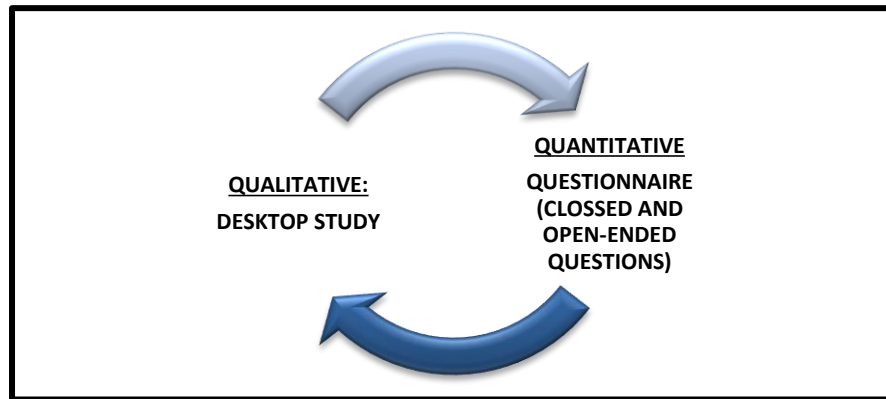 QUALITATIVE:
DESKTOP STUDY
QUANTITATIVE
QUESTIONNAIRE
(CLOSSED AND
OPEN-ENDED
QUESTIONS)